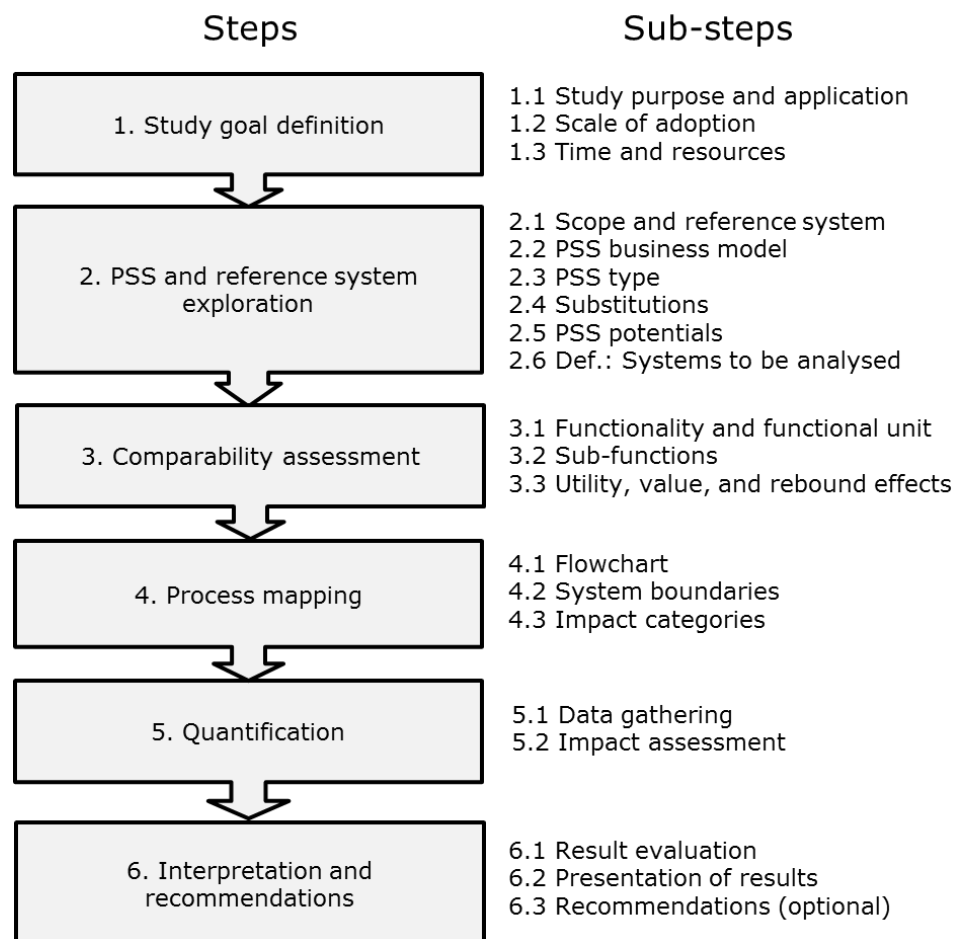 Steps
Sub-steps
1. Study goal definition
1.1 Study purpose and application
1.2 Scale of adoption
1.3 Time and resources
2. PSS and reference system
exploration
2.1 Scope and reference system
2.2 PSS business model
2.3 PSS type
2.4 Substitutions
2.5 PSS potentials
2.6 Def.: Systems to be analysed
3. Comparability assessment
3.1 Functionality and functional unit
3.2 Sub-functions
3.3 Utility, value, and rebound effects
4. Process mapping
4.1 Flowchart
4.2 System boundaries
4.3 Impact categories
5. Quantification
5.1 Data gathering
5.2 Impact assessment
6. Interpretation and
recommendations
6.1 Result evaluation
6.2 Presentation of results
6.3 Recommendations (optional)